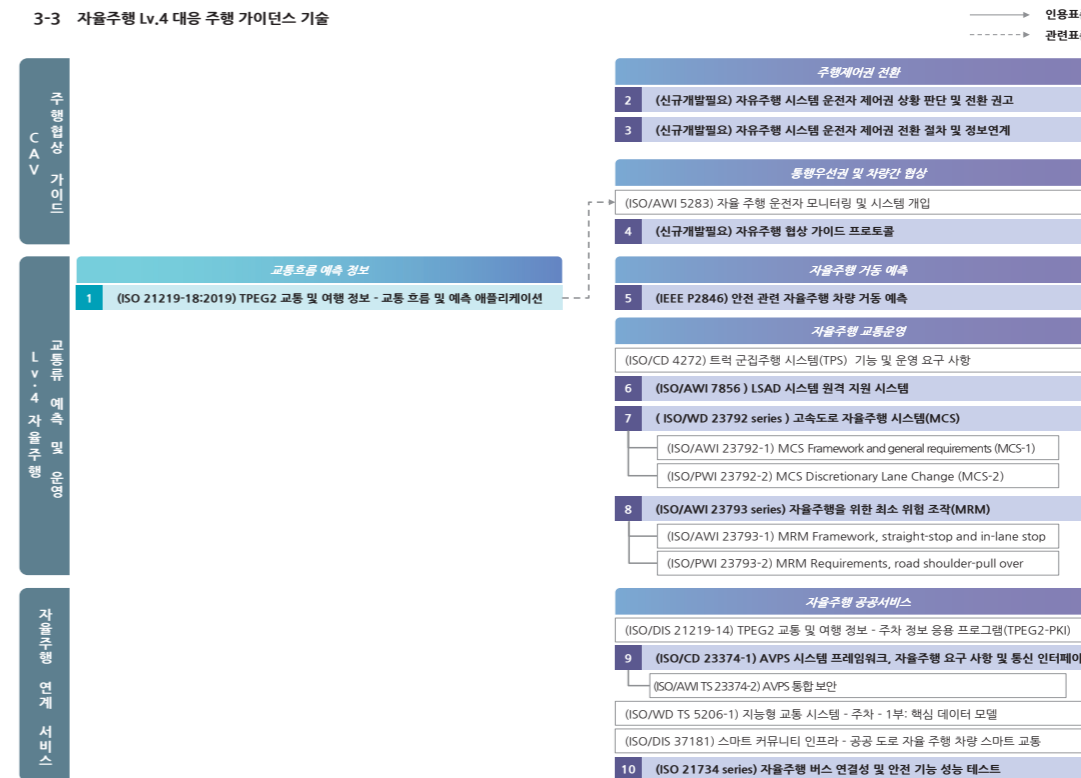 3-3 자율주행 Lv.4 대응 주행 가이던스 기술
인용표
관련표
주행협상 가이드
CAV
주행제어권 전환
2 (신규개발필요) 자유주행 시스템 운전자 제어권 상황 판단 및 전환 권고
3 (신규개발필요) 자유주행 시스템 운전자 제어권 전환 절차 및 정보연계
통행우선권 및 차량간 협상
(ISO/AWI 5283) 자율 주행 운전자 모니터링 및 시스템 개입
4 (신규개발필요) 자유주행 협상 가이드 프로토콜
교통류 예측 및 운영
Lv.4 자율주행
교통흐름 예측 정보
1 (ISO 21219-18:2019) TPEG2 교통 및 여행 정보 - 교통 흐름 및 예측 애플리케이션
자율주행 거동 예측
5 (IEEE P2846) 안전 관련 자율주행 차량 거동 예측
자율주행 교통운영
(ISO/CD 4272) 트럭 군집주행 시스템(TPS) 기능 및 운영 요구 사항
6 (ISO/AWI 7856 ) LSAD 시스템 원격 지원 시스템
7 ( ISO/WD 23792 series ) 고속도로 자율주행 시스템(MCS)
(ISO/AWI 23792-1) MCS Framework and general requirements (MCS-1)
(ISO/PWI 23792-2) MCS Discretionary Lane Change (MCS-2)
8 (ISO/AWI 23793 series) 자율주행을 위한 최소 위험 조작(MRM)
(ISO/AWI 23793-1) MRM Framework, straight-stop and in-lane stop
(ISO/PWI 23793-2) MRM Requirements, road shoulder-pull over
자율주행 연계 서비스
자율주행 공공서비스
(ISO/DIS 21219-14) TPEG2 교통 및 여행 정보 - 주차 정보 응용 프로그램(TPEG2-PKI)
9 (ISO/CD 23374-1) AVPS 시스템 프레임워크, 자율주행 요구 사항 및 통신 인터페이
(ISO/AWI TS 23374-2) AVPS 통합 보안
(ISO/WD TS 5206-1) 지능형 교통 시스템 - 주차 - 1부: 핵심 데이터 모델
(ISO/DIS 37181) 스마트 커뮤니티 인프라 - 공공 도로 자율 주행 차량 스마트 교통
10 (ISO 21734 series) 자율주행 버스 연결성 및 안전 기능 성능 테스트